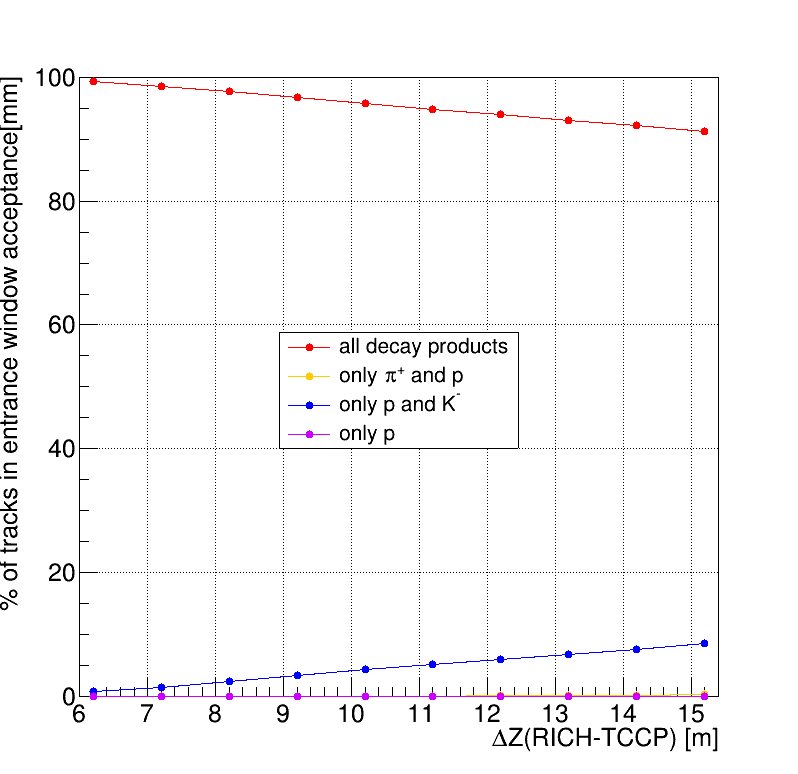 % of tracks in entrance window acceptance[mm]
100
80
60
40
20
0
all decay products
only π⁺ and p
only p and K⁻
only p
6 7 8 9 10 11 12 13 14 15
ΔZ(RICH-TCCP) [m]